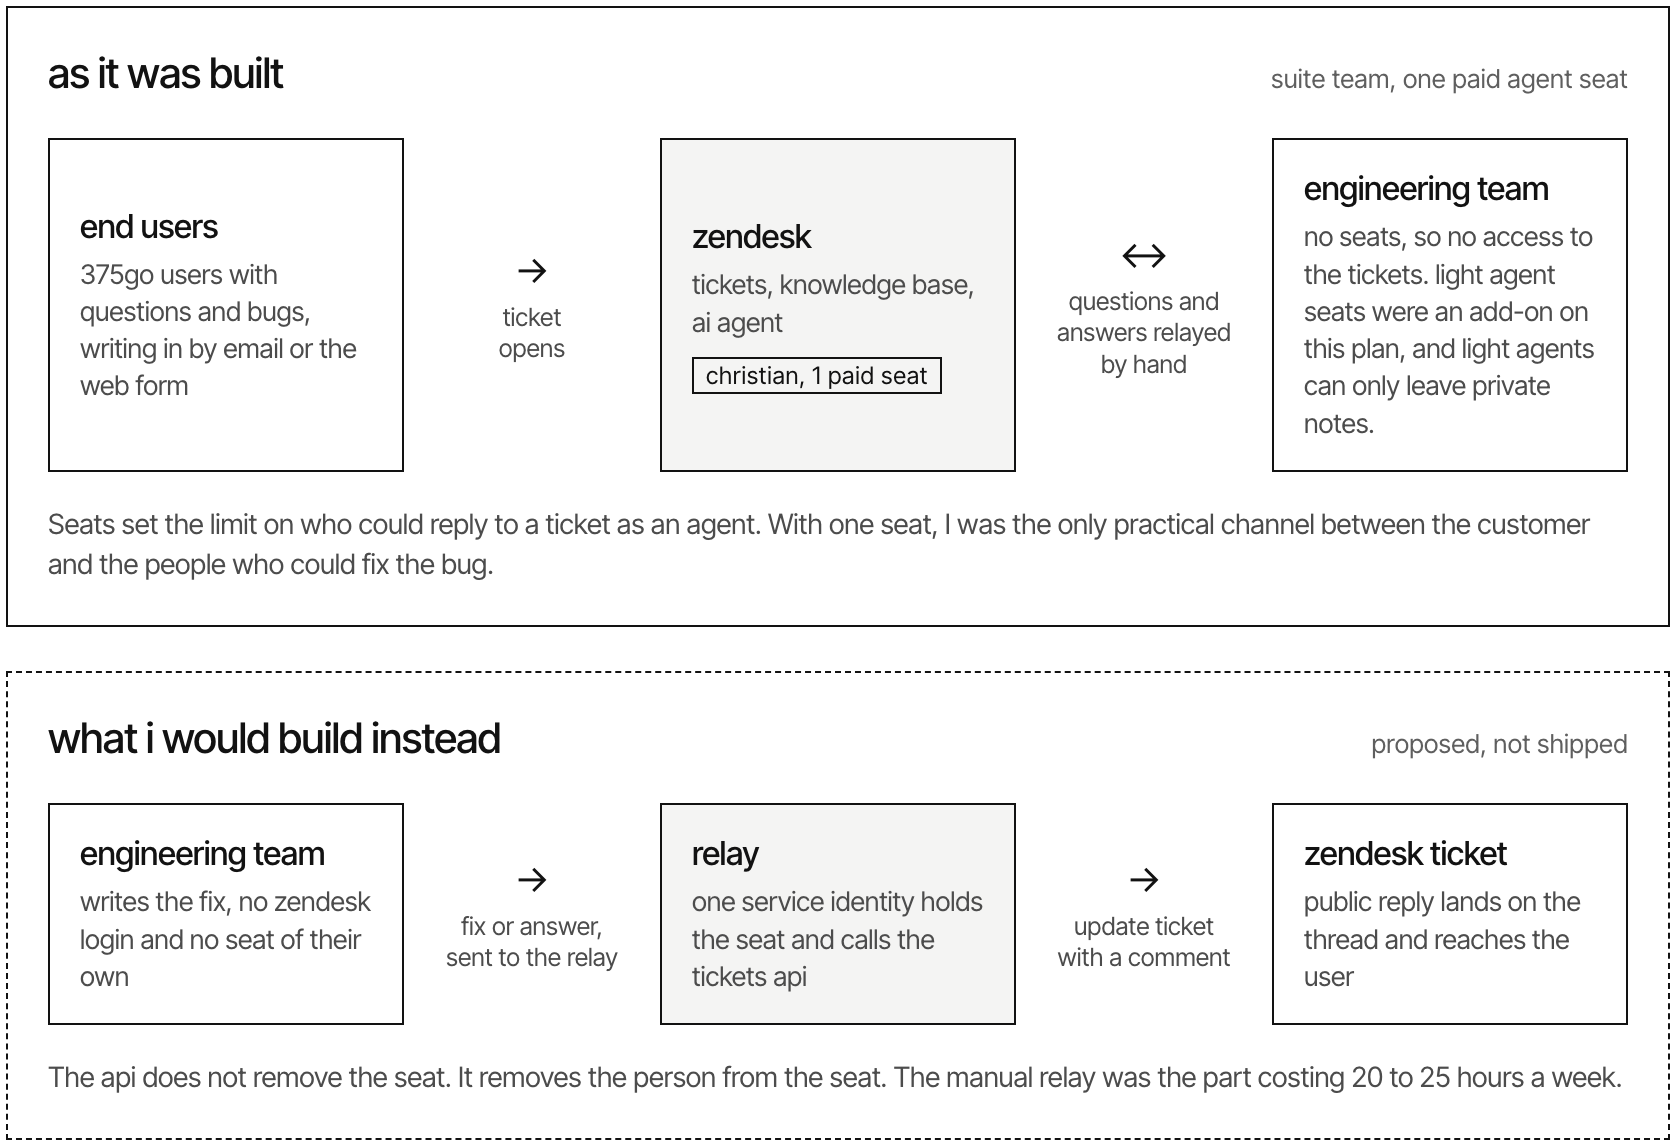 as it was built
suite team, one paid agent seat
end users
375go users with
questions and bugs,
writing in by email or the
web form
→
ticket
opens
zendesk
tickets, knowledge base,
ai agent
christian, 1 paid seat
↔
questions and
answers relayed
by hand
engineering team
no seats, so no access to
the tickets. light agent
seats were an add-on on
this plan, and light agents
can only leave private
notes.
Seats set the limit on who could reply to a ticket as an agent. With one seat, I was the only practical channel between the customer
and the people who could fix the bug.
what i would build instead
proposed, not shipped
engineering team
writes the fix, no zendesk
login and no seat of their
own
→
fix or answer,
sent to the relay
relay
one service identity holds
the seat and calls the
tickets api
→
update ticket
with a comment
zendesk ticket
public reply lands on the
thread and reaches the
user
The api does not remove the seat. It removes the person from the seat. The manual relay was the part costing 20 to 25 hours a week.